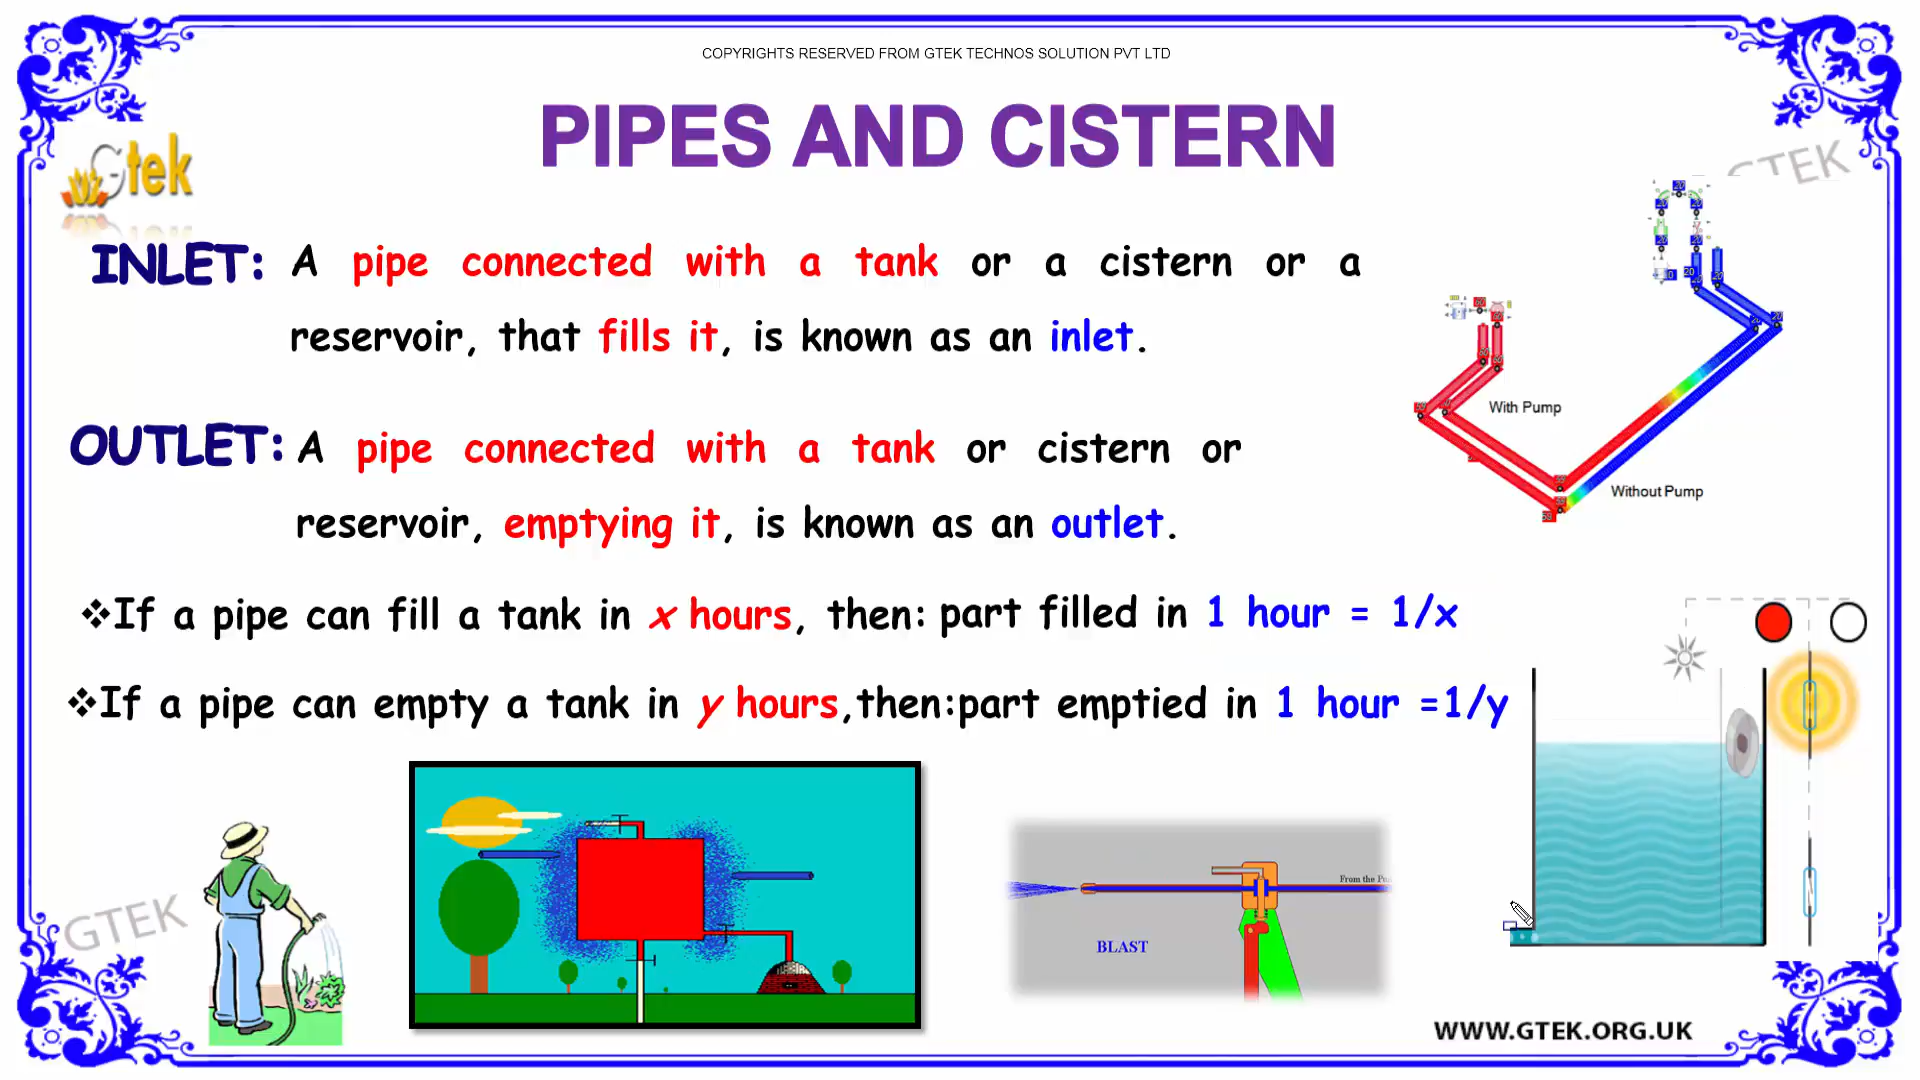 COPYRIGHTS RESERVED FROM GTEK TECHNOS SOLUTION PVT LTD
PIPES AND CISTERN
Gtek
GTEK
INLET: A pipe connected with a tank or a cistern or a
reservoir, that fills it, is known as an inlet.
With Pump
OUTLET: A pipe connected with a tank or cistern or
reservoir, emptying it, is known as an outlet.
Without Pump
❖If a pipe can fill a tank in x hours, then: part filled in 1 hour = 1/x
❖If a pipe can empty a tank in y hours,then:part emptied in 1 hour =1/y
From the
BLAST
GTEK
WWW.GTEK.ORG.UK